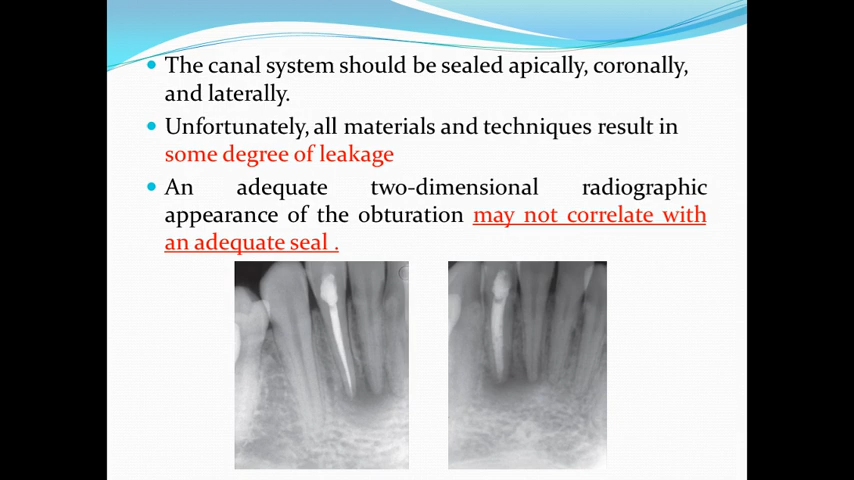 The canal system should be sealed apically, coronally,
and laterally.
Unfortunately, all materials and techniques result in
some degree of leakage
An adequate two-dimensional radiographic
appearance of the obturation may not correlate with
an adequate seal .